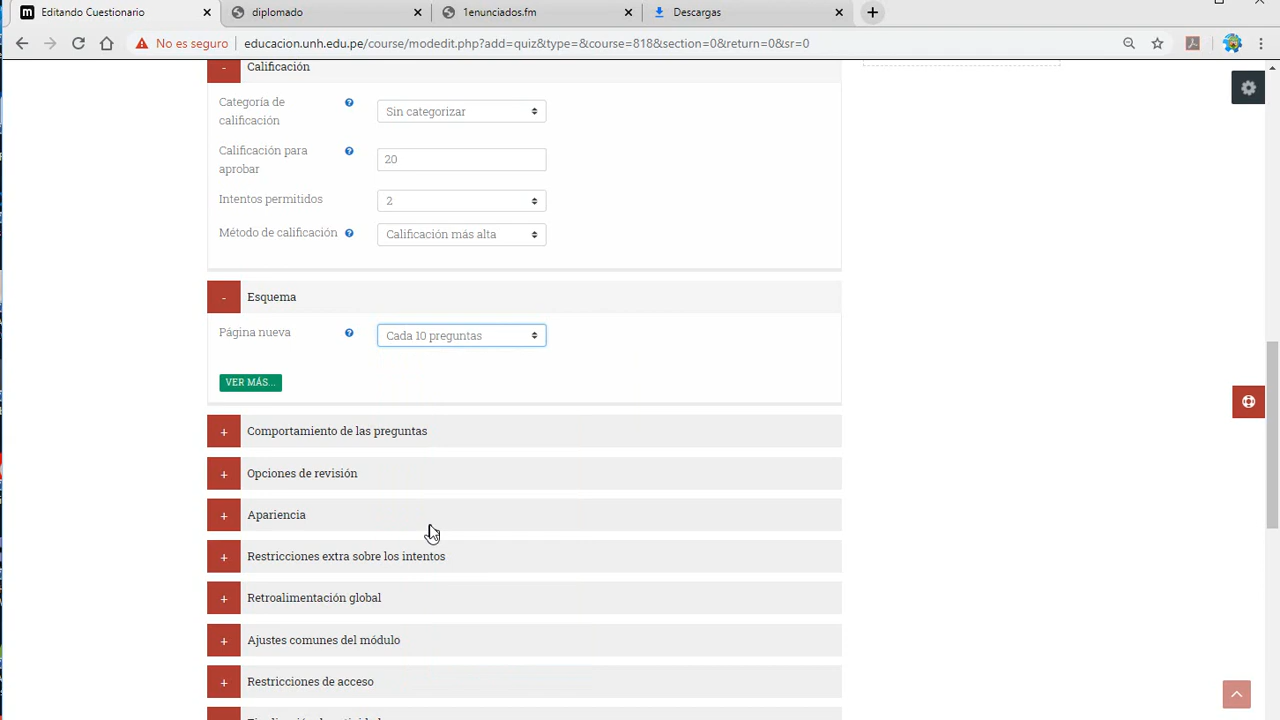 Editando Cuestionario
diplomado
1enunciados.fm
Descargas
No es seguro
educacion.unh.edu.pe/course/modedit.php?add=quiz&type=&course=818&section=0&return=0&sr=0
- Calificación
Categoría de
calificación
Sin categorizar
Calificación para
aprobar
20
Intentos permitidos
2
Método de calificación
Calificación más alta
- Esquema
Página nueva
Cada 10 preguntas
VER MÁS...
+ Comportamiento de las preguntas
+ Opciones de revisión
+ Apariencia
+ Restricciones extra sobre los intentos
+ Retroalimentación global
+ Ajustes comunes del módulo
+ Restricciones de acceso